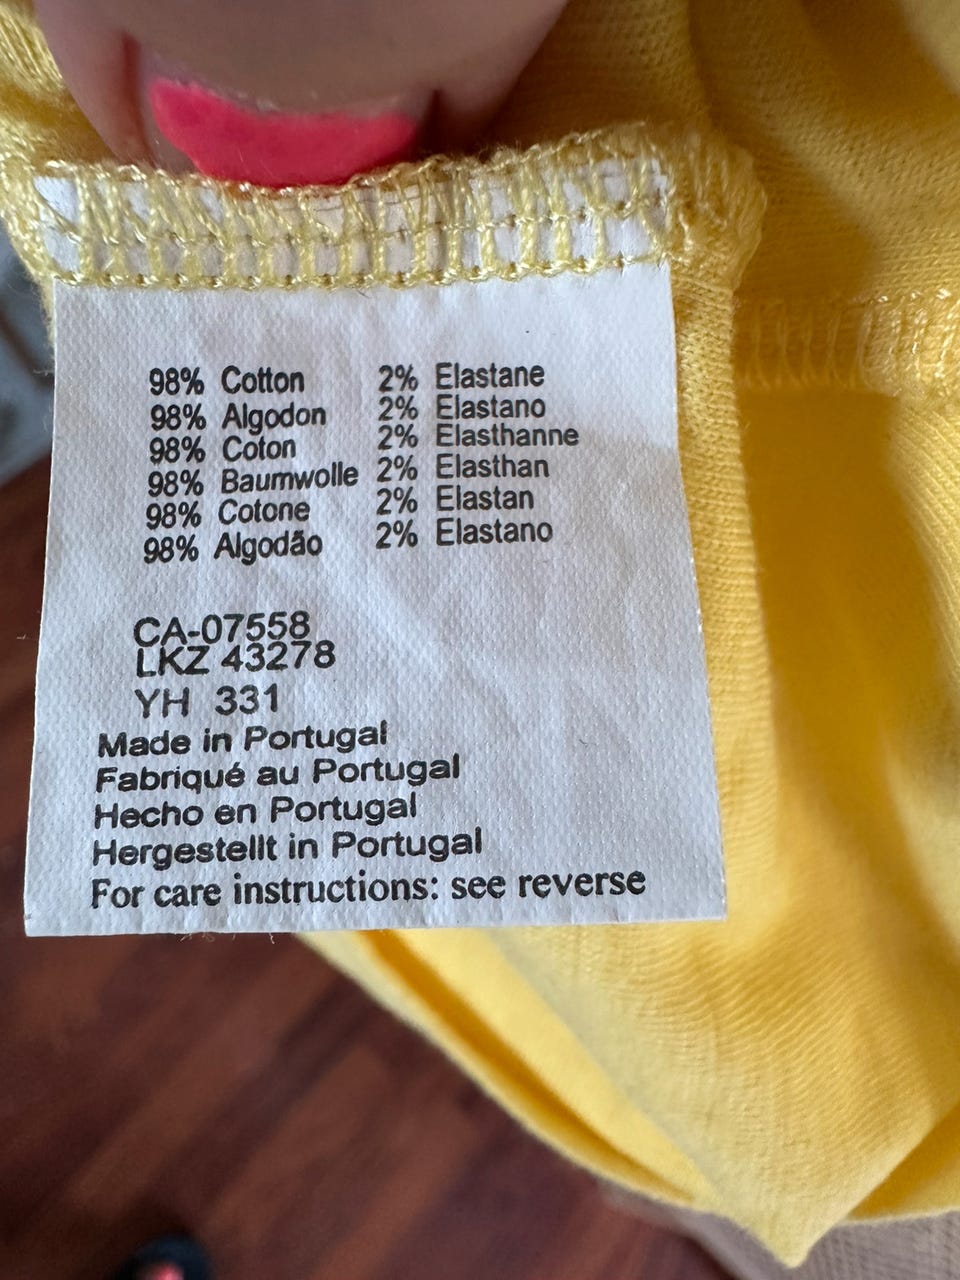 98% Cotton 2% Elastane
98% Algodon 2% Elastano
98% Coton 2% Elasthanne
98% Baumwolle 2% Elasthan
98% Cotone 2% Elastan
98% Algodão 2% Elastano
CA-07558
LKZ 43278
YH 331
Made in Portugal
Fabriqué au Portugal
Hecho en Portugal
Hergestellt in Portugal
For care instructions: see reverse